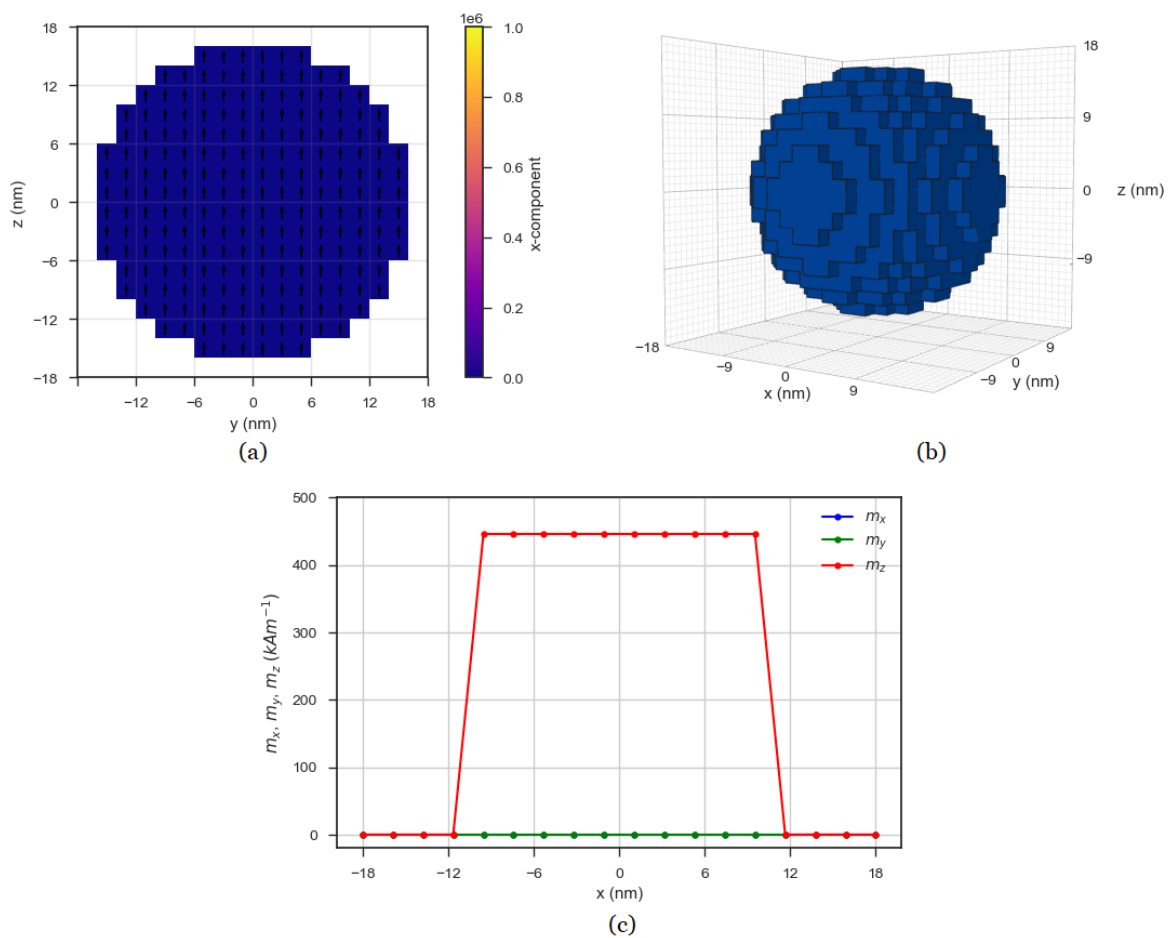 1e6
18
12
6
0
−6
−12
−18
z (nm)
−12
−6
0
6
12
18
y (nm)
1.0
0.8
0.6
0.4
0.2
0.0
x-component
(a)
18
9
0
−9
z (nm)
−18
−9
0
9
x (nm)
−9
0
9
y (nm)
(b)
500
400
300
200
100
0
mₓ, m_y, m_z (kAm⁻¹)
mₓ
m_y
m_z
−18
−12
−6
0
6
12
18
x (nm)
(c)